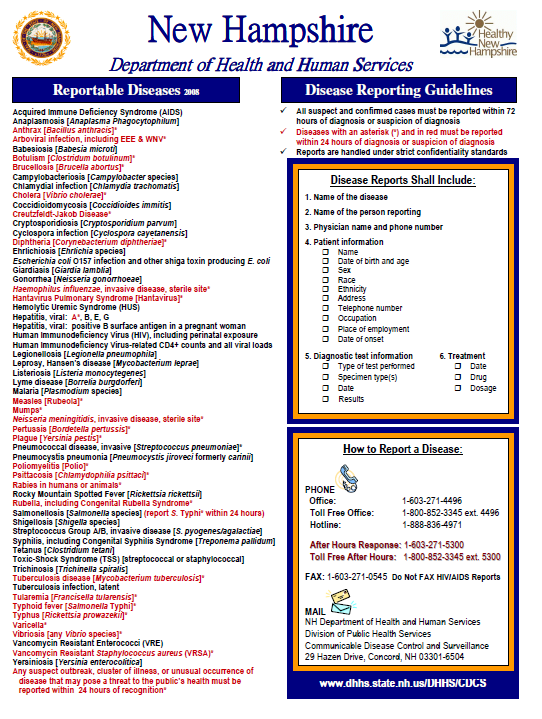 New Hampshire
Department of Health and Human Services
Healthy
New
Hampshire
Reportable Diseases 2008
Acquired Immune Deficiency Syndrome (AIDS)
Anaplasmosis [Anaplasma Phagocytophilum]
Anthrax [Bacillus anthracis]*
Arboviral infection, including EEE & WNV*
Babesiosis [Babesia microti]
Botulism [Clostridium botulinum]*
Brucellosis [Brucella abortus]*
Campylobacteriosis [Campylobacter species]
Chlamydial infection [Chlamydia trachomatis]
Cholera [Vibrio cholerae]*
Coccidioidomycosis [Coccidioides immitis]
Creutzfeldt-Jakob Disease*
Cryptosporidiosis [Cryptosporidium parvum]
Cyclospora infection [Cyclospora cayetanensis]
Diphtheria [Corynebacterium diphtheriae]*
Ehrlichiosis [Ehrlichia species]
Escherichia coli O157 infection and other shiga toxin producing E. coli
Giardiasis [Giardia lamblia]
Gonorrhea [Neisseria gonorrhoeae]
Haemophilus influenzae, invasive disease, sterile site*
Hantavirus Pulmonary Syndrome [Hantavirus]*
Hemolytic Uremic Syndrome (HUS)
Hepatitis, viral: A*, B, E, G
Hepatitis, viral: positive B surface antigen in a pregnant woman
Human Immunodeficiency Virus (HIV), including perinatal exposure
Human Immunodeficiency Virus-related CD4+ counts and all viral loads
Legionellosis [Legionella pneumophila]
Leprosy, Hansen's disease [Mycobacterium leprae]
Listeriosis [Listeria monocytogenes]
Lyme disease [Borrelia burgdorferi]
Malaria [Plasmodium species]
Measles [Rubeola]*
Mumps*
Neisseria meningitidis, invasive disease, sterile site*
Pertussis [Bordetella pertussis]*
Plague [Yersinia pestis]*
Pneumococcal disease, invasive [Streptococcus pneumoniae]*
Pneumocystis pneumonia [Pneumocystis jiroveci formerly carinii]
Poliomyelitis [Polio]*
Psittacosis [Chlamydophilia psittaci]*
Rabies in humans or animals*
Rocky Mountain Spotted Fever [Rickettsia rickettsii]
Rubella, including Congenital Rubella Syndrome*
Salmonellosis [Salmonella species] (report S. Typhi* within 24 hours)
Shigellosis [Shigella species]
Streptococcus Group A/B, invasive disease [S. pyogenes/agalactiae]
Syphilis, including Congenital Syphilis Syndrome [Treponema pallidum]
Tetanus [Clostridium tetani]
Toxic-Shock Syndrome (TSS) [streptococcal or staphylococcal]
Trichinosis [Trichinella spiralis]
Tuberculosis disease [Mycobacterium tuberculosis]*
Tuberculosis infection, latent
Tularemia [Francisella tularensis]*
Typhoid fever [Salmonella Typhi]*
Typhus [Rickettsia prowazekii]*
Varicella*
Vibriosis [any Vibrio species]*
Vancomycin Resistant Enterococci (VRE)
Vancomycin Resistant Staphylococcus aureus (VRSA)*
Yersiniosis [Yersinia enterocolitica]
Any suspect outbreak, cluster of illness, or unusual occurrence of
disease that may pose a threat to the public's health must be
reported within 24 hours of recognition*
Disease Reporting Guidelines
✓ All suspect and confirmed cases must be reported within 72
hours of diagnosis or suspicion of diagnosis
✓ Diseases with an asterisk (*) and in red must be reported
within 24 hours of diagnosis or suspicion of diagnosis
✓ Reports are handled under strict confidentiality standards
Disease Reports Shall Include:
1. Name of the disease
2. Name of the person reporting
3. Physician name and phone number
4. Patient information
Name
Date of birth and age
Sex
Race
Ethnicity
Address
Telephone number
Occupation
Place of employment
Date of onset
5. Diagnostic test information 6. Treatment
Type of test performed Date
Specimen type(s) Drug
Date Dosage
Results
How to Report a Disease:
PHONE
Office: 1-603-271-4496
Toll Free Office: 1-800-852-3345 ext. 4496
Hotline: 1-888-836-4971
After Hours Response: 1-603-271-5300
Toll Free After Hours: 1-800-852-3345 ext. 5300
FAX: 1-603-271-0545 Do Not FAX HIV/AIDS Reports
MAIL
NH Department of Health and Human Services
Division of Public Health Services
Communicable Disease Control and Surveillance
29 Hazen Drive, Concord, NH 03301-6504
www.dhhs.state.nh.us/DHHS/CDCS